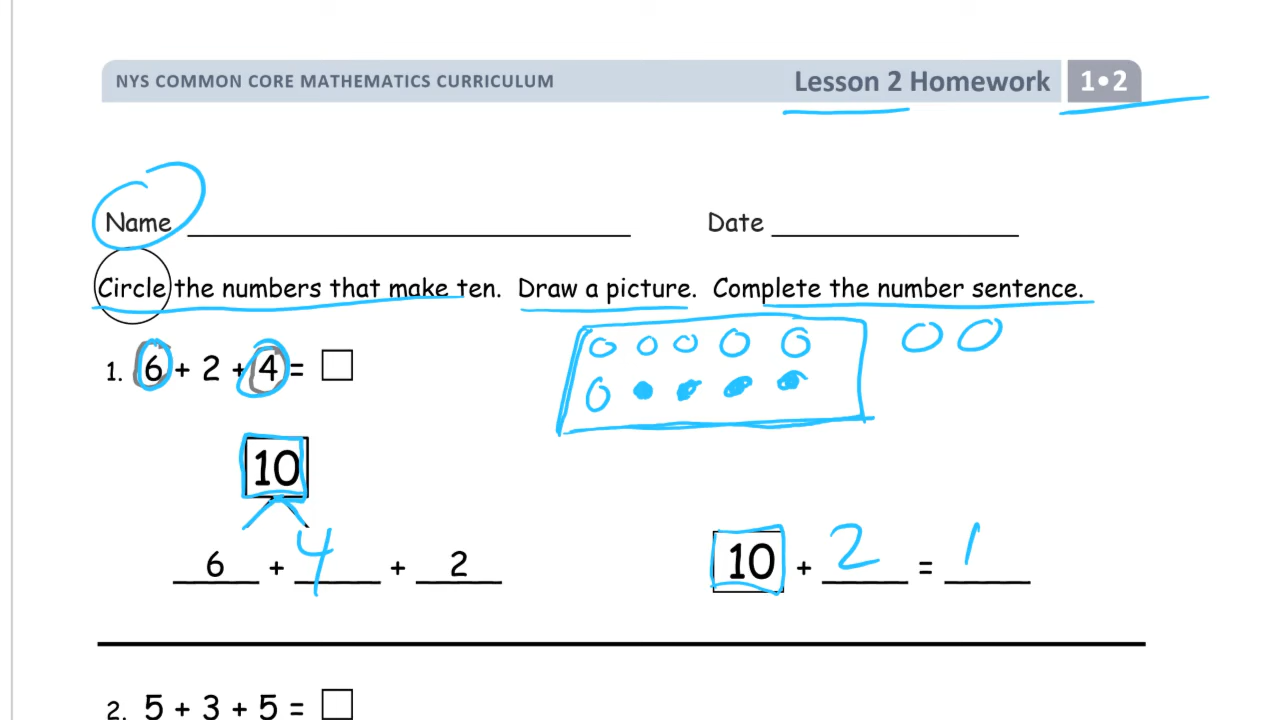 NYS COMMON CORE MATHEMATICS CURRICULUM Lesson 2 Homework 1•2
Name Date
Circle the numbers that make ten. Draw a picture. Complete the number sentence.
1. 6 + 2 + 4 = □
10
6 + 4 + 2 10 + 2 = 1
2. 5 + 3 + 5 = □